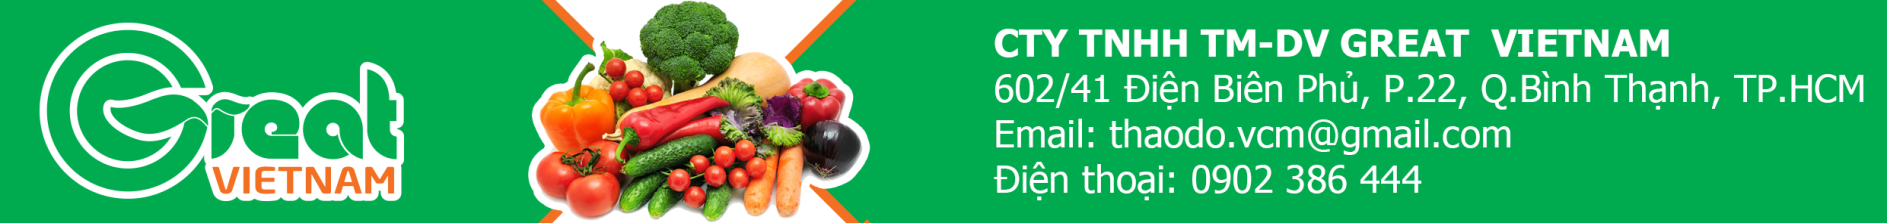 Great
VIETNAM
CTY TNHH TM-DV GREAT VIETNAM
602/41 Điện Biên Phủ, P.22, Q.Bình Thạnh, TP.HCM
Email: thaodo.vcm@gmail.com
Điện thoại: 0902 386 444